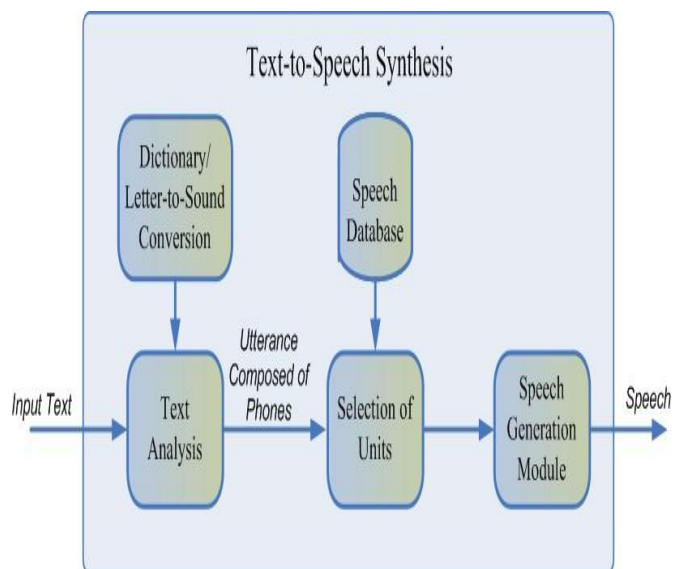 Text-to-Speech Synthesis
Dictionary/
Letter-to-Sound
Conversion
Speech
Database
Input Text
Text
Analysis
Utterance
Composed of
Phones
Selection of
Units
Speech
Generation
Module
Speech